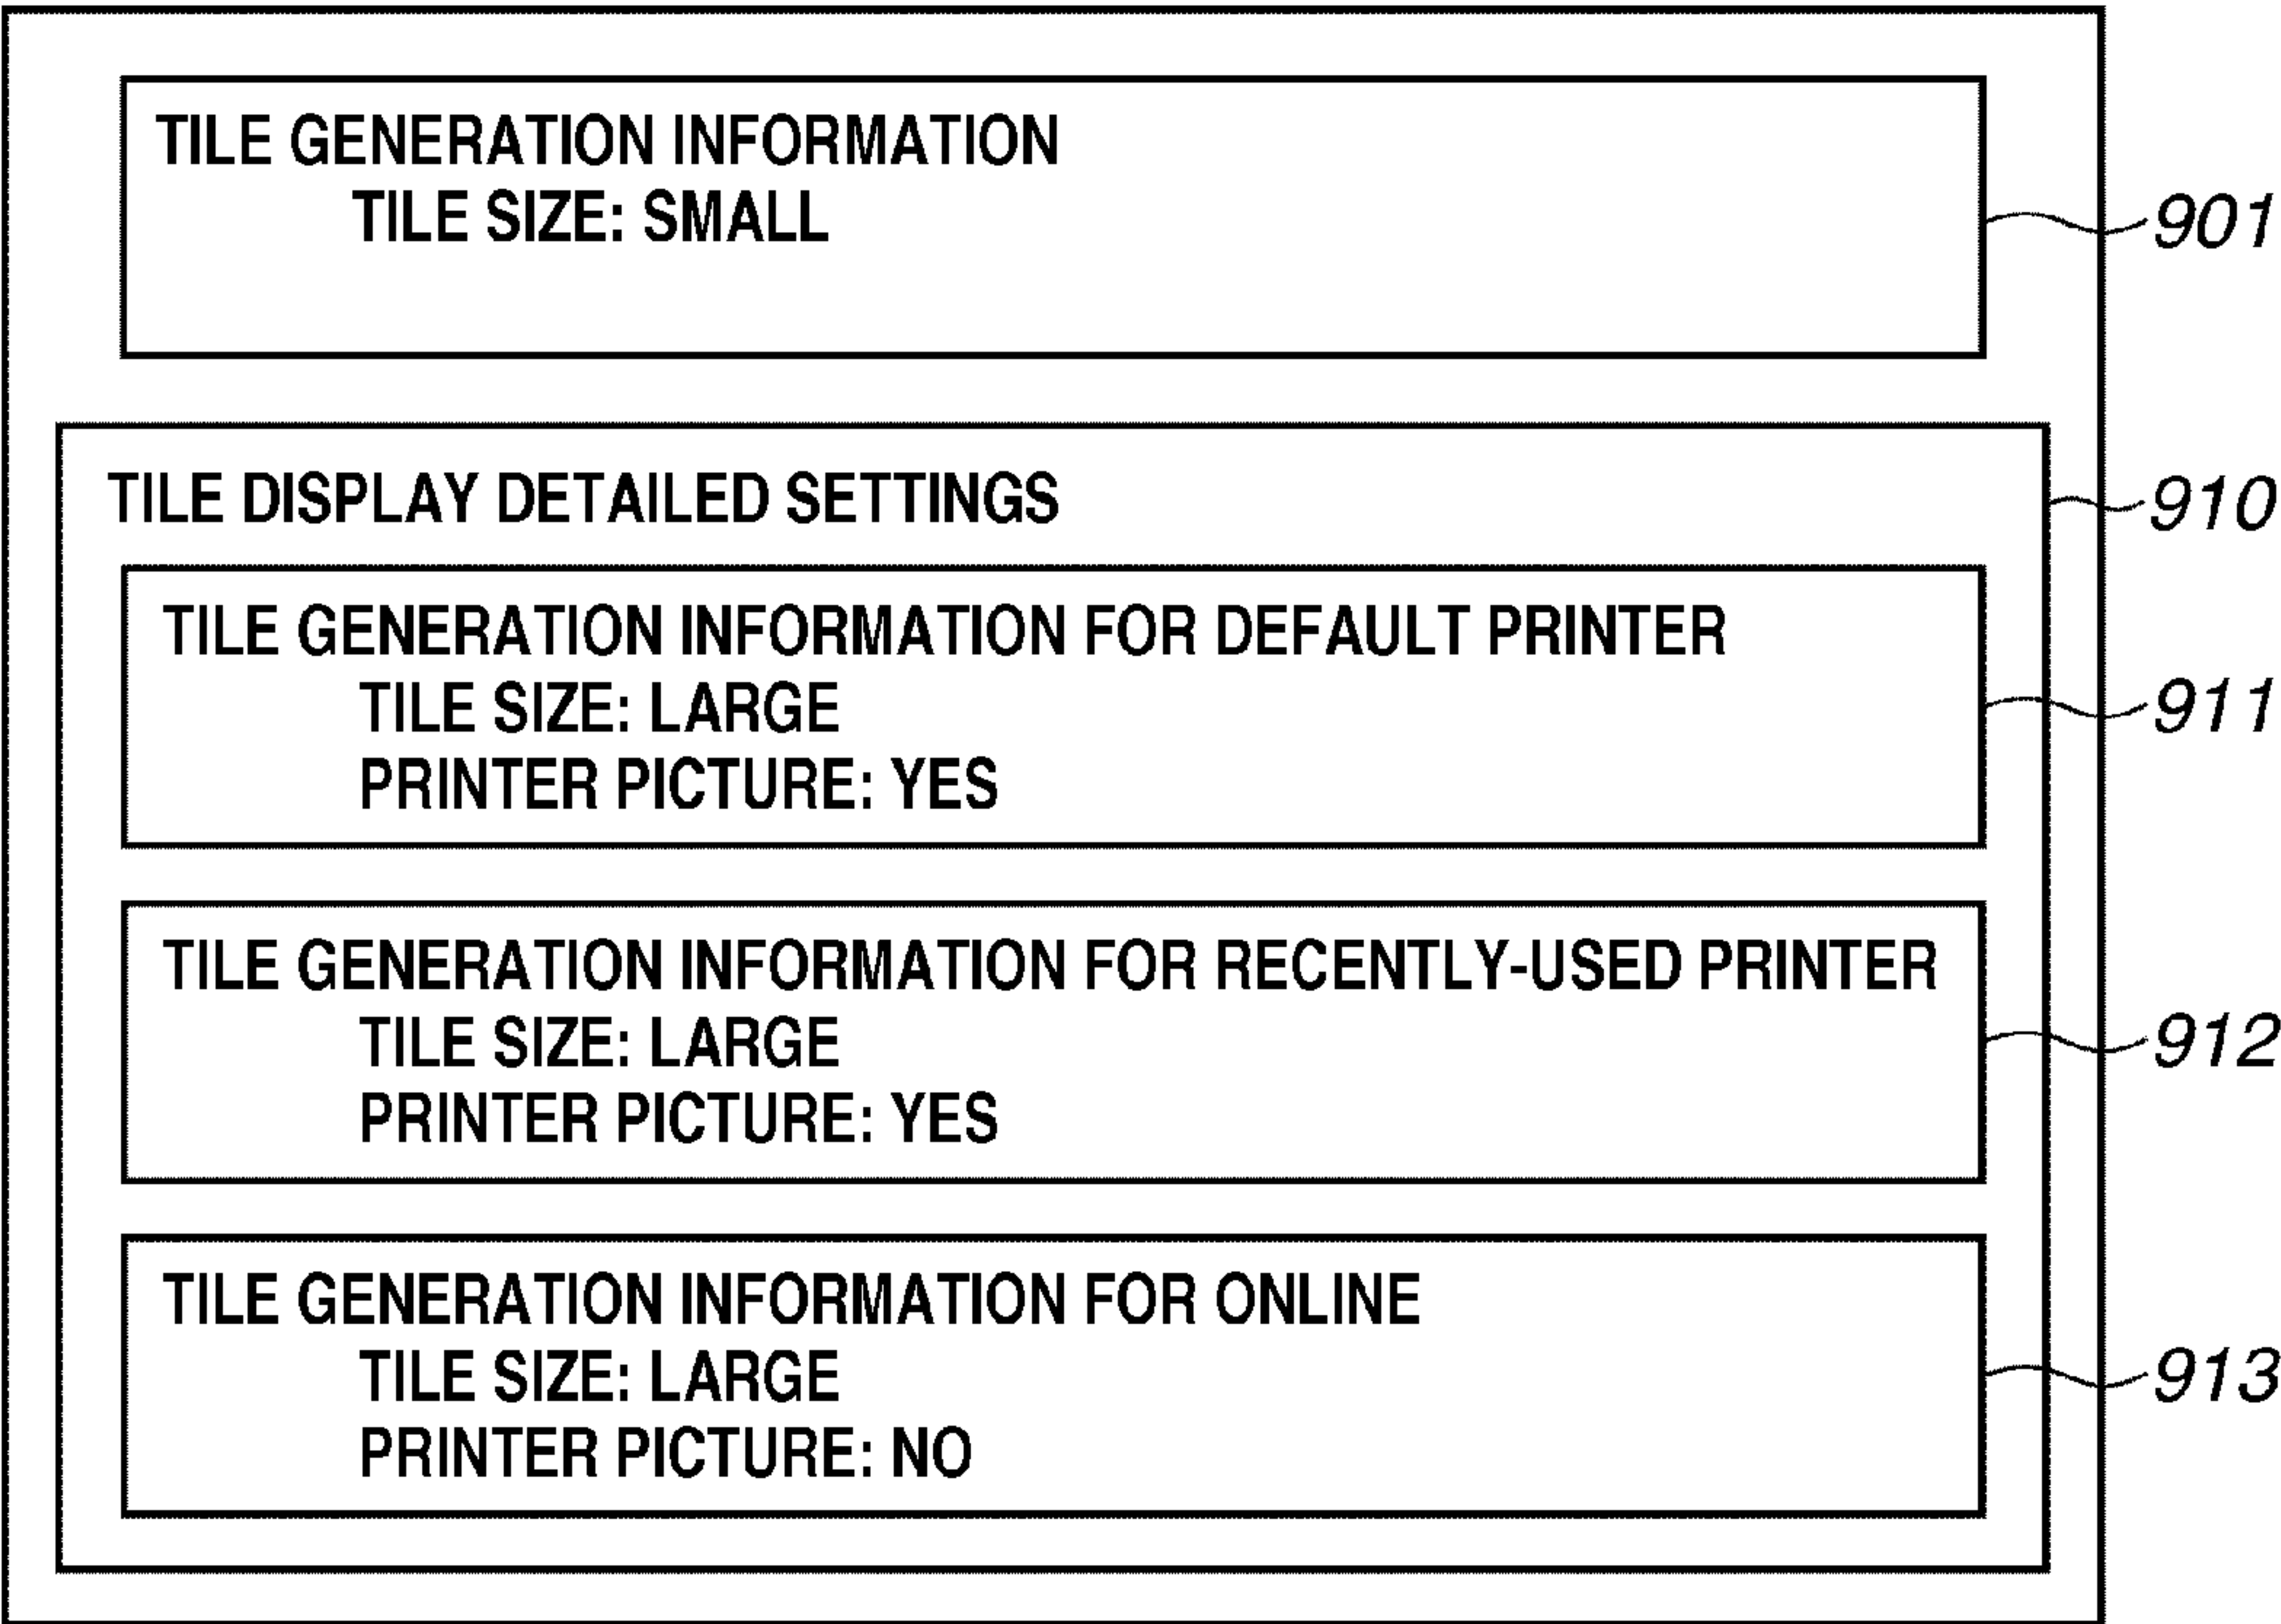 TILE GENERATION INFORMATION
TILE SIZE: SMALL
901
TILE DISPLAY DETAILED SETTINGS
910
TILE GENERATION INFORMATION FOR DEFAULT PRINTER
TILE SIZE: LARGE
911
PRINTER PICTURE: YES
TILE GENERATION INFORMATION FOR RECENTLY-USED PRINTER
TILE SIZE: LARGE
912
PRINTER PICTURE: YES
TILE GENERATION INFORMATION FOR ONLINE
TILE SIZE: LARGE
913
PRINTER PICTURE: NO